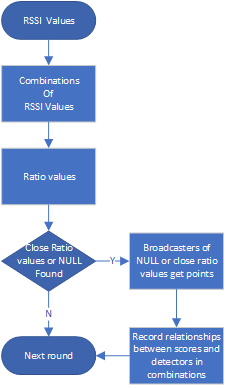 RSSI Values
Combinations
Of
RSSI Values
Ratio values
Close Ratio
values or NULL
Found
Y
Broadcasters of
NULL or close ratio
values get points
N
Record relationships
between scores and
detectors in
combinations
Next round